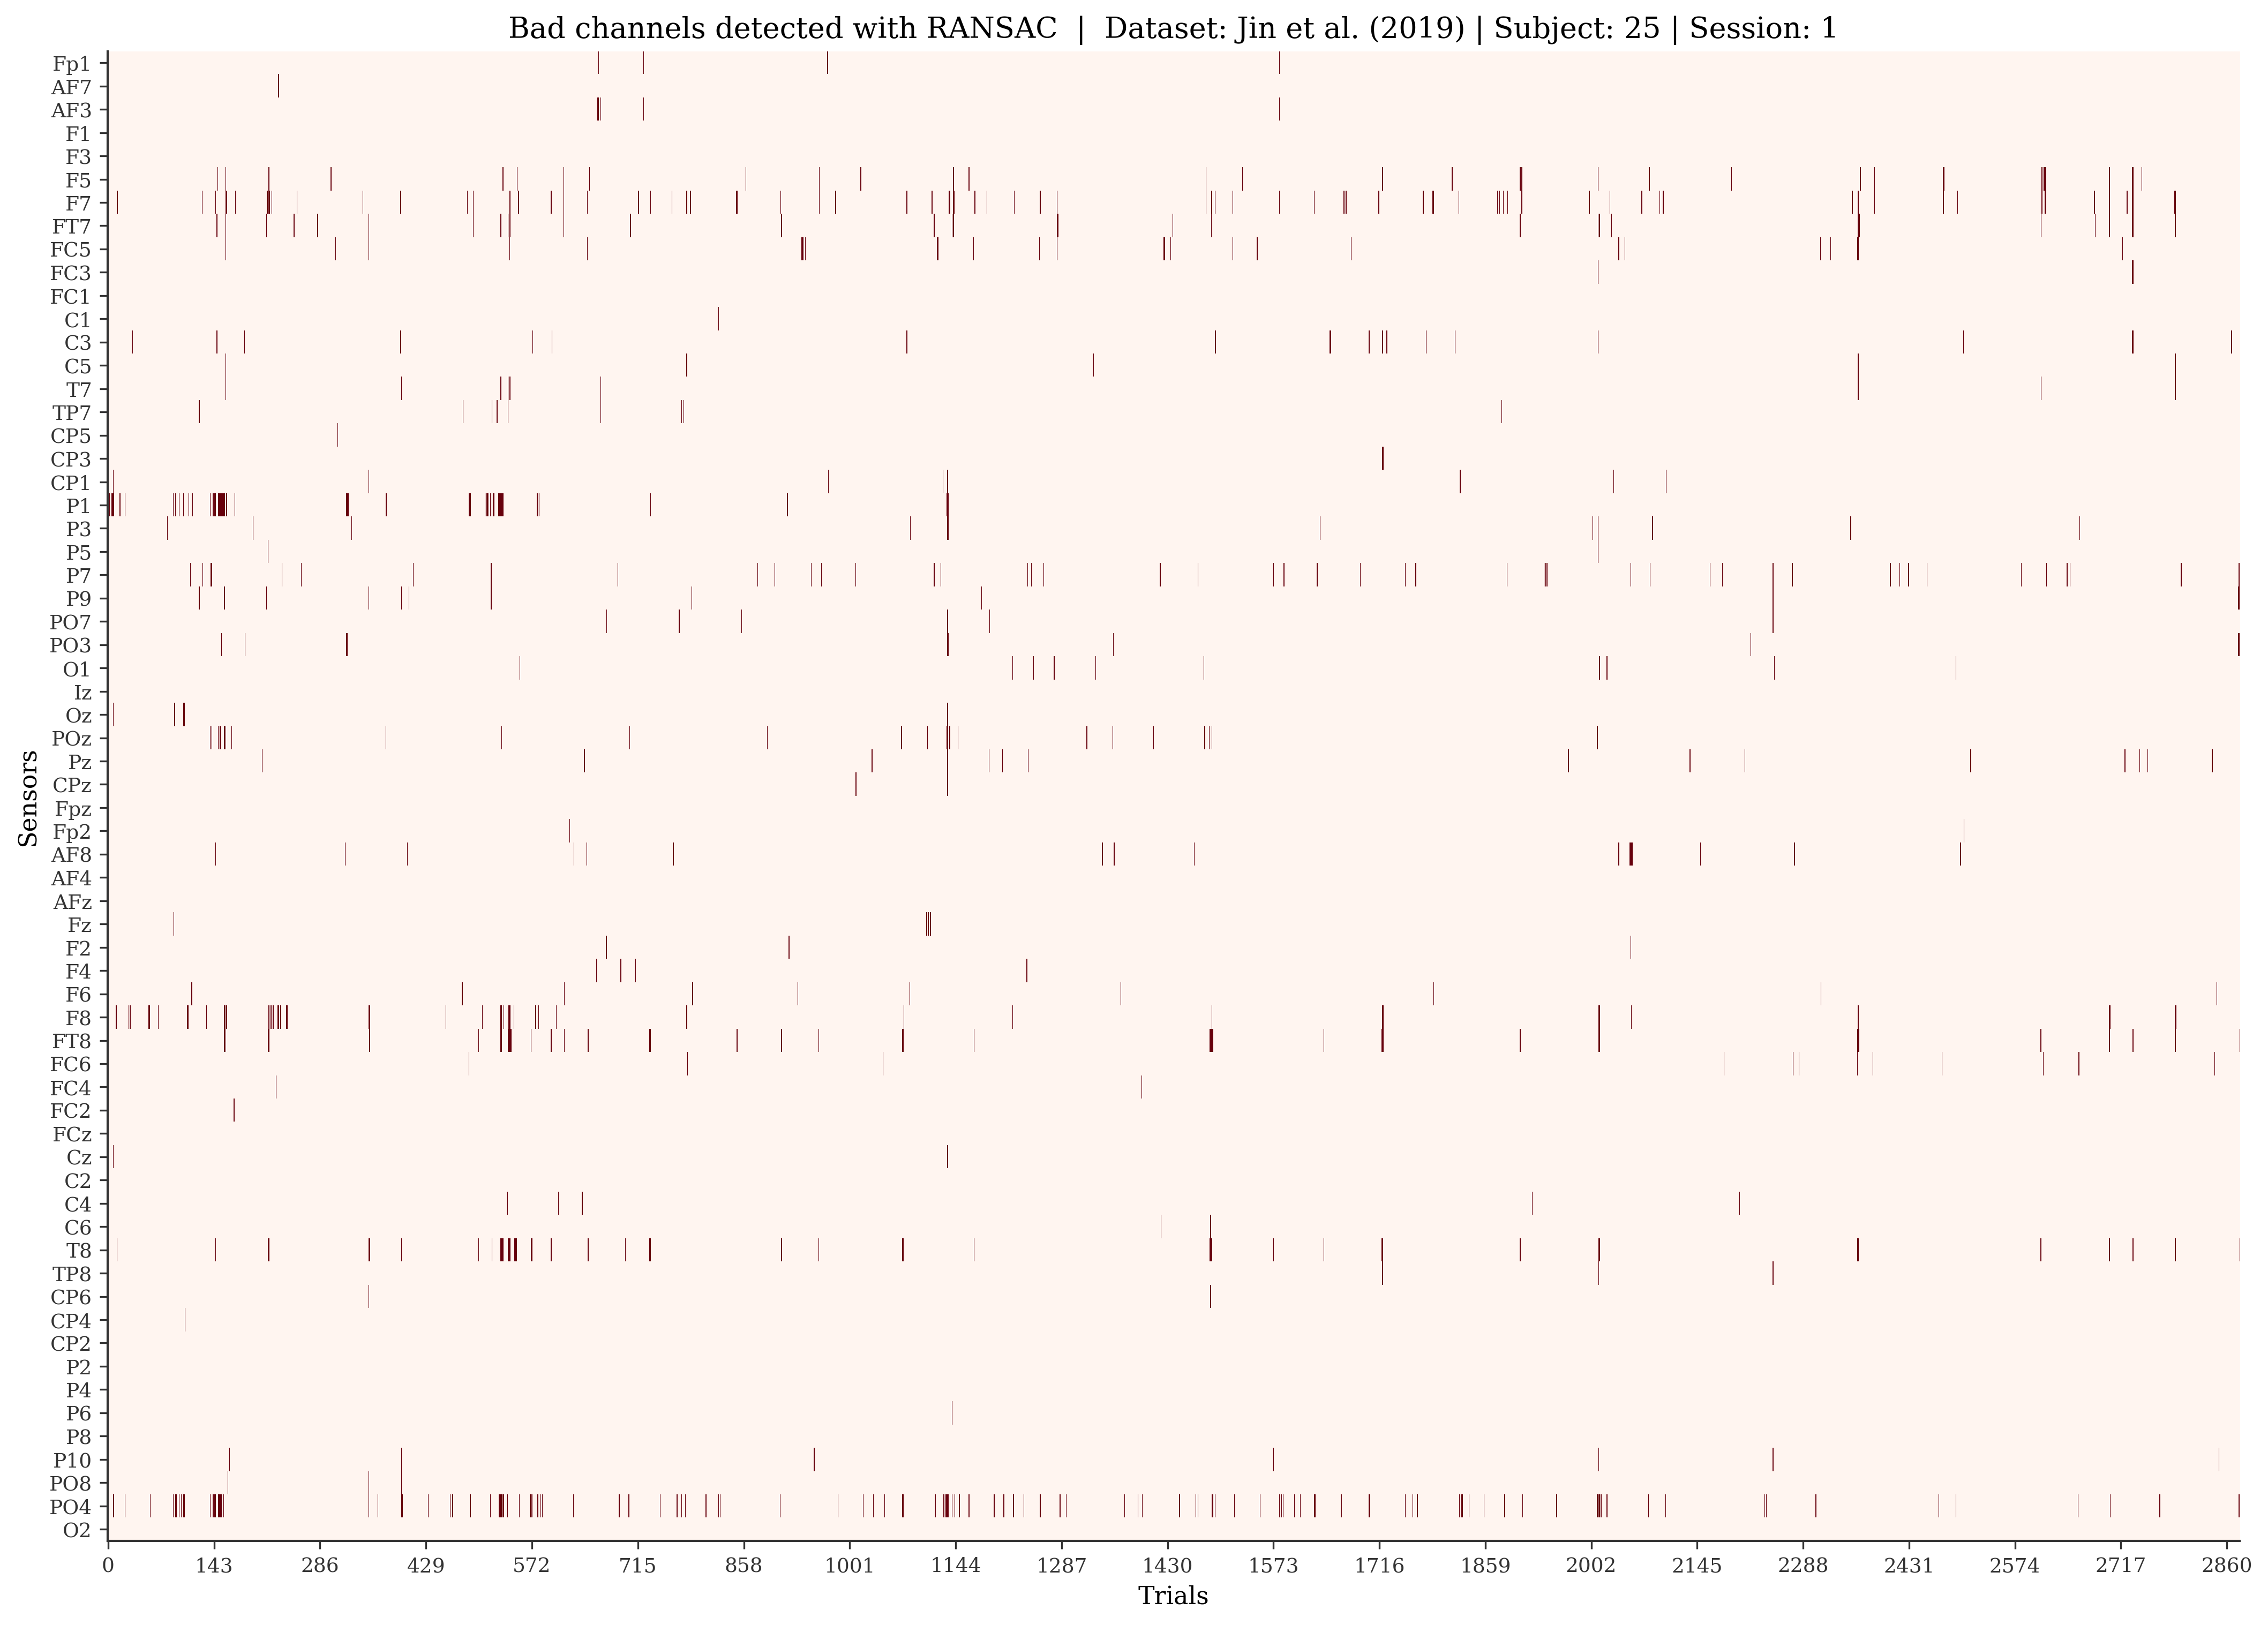 Bad channels detected with RANSAC | Dataset: Jin et al. (2019) | Subject: 25 | Session: 1
Fp1
AF7
AF3
F1
F3
F5
F7
FT7
FC5
FC3
FC1
C1
C3
C5
T7
TP7
CP5
CP3
CP1
P1
P3
P5
P7
P9
PO7
PO3
O1
Iz
Oz
POz
Pz
CPz
Fpz
Fp2
AF8
AF4
AFz
Fz
F2
F4
F6
F8
FT8
FC6
FC4
FC2
FCz
Cz
C2
C4
C6
T8
TP8
CP6
CP4
CP2
P2
P4
P6
P8
P10
PO8
PO4
O2
Sensors
0 143 286 429 572 715 858 1001 1144 1287 1430 1573 1716 1859 2002 2145 2288 2431 2574 2717 2860
Trials